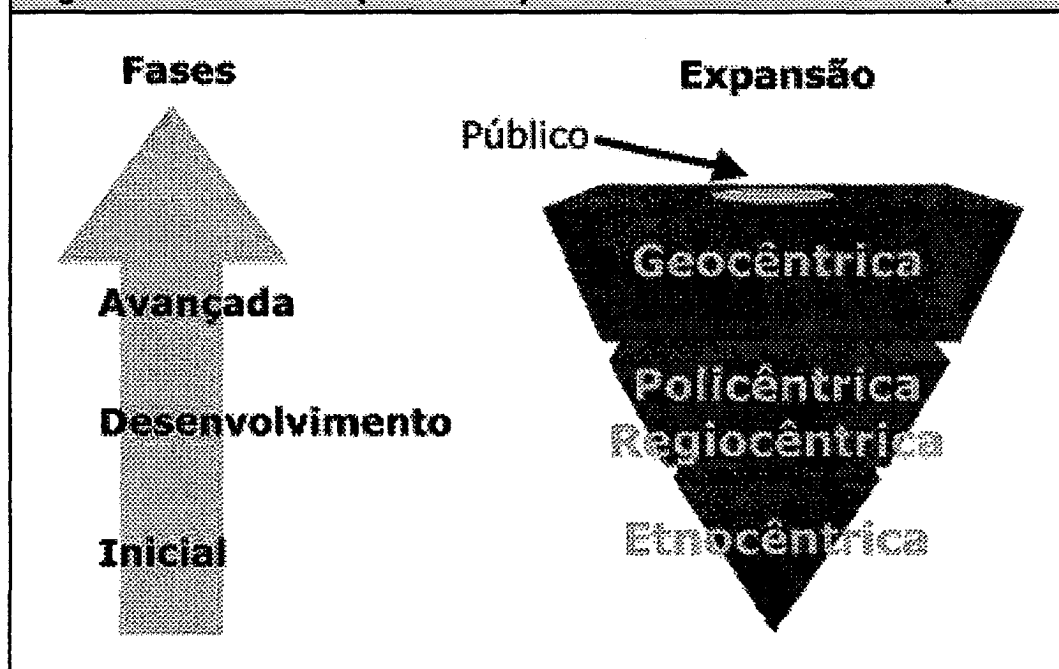 Fases
Expansão
Público
Geocêntrica
Avançada
Policêntrica
Desenvolvimento
Regiocêntrica
Etnocêntrica
Inicial